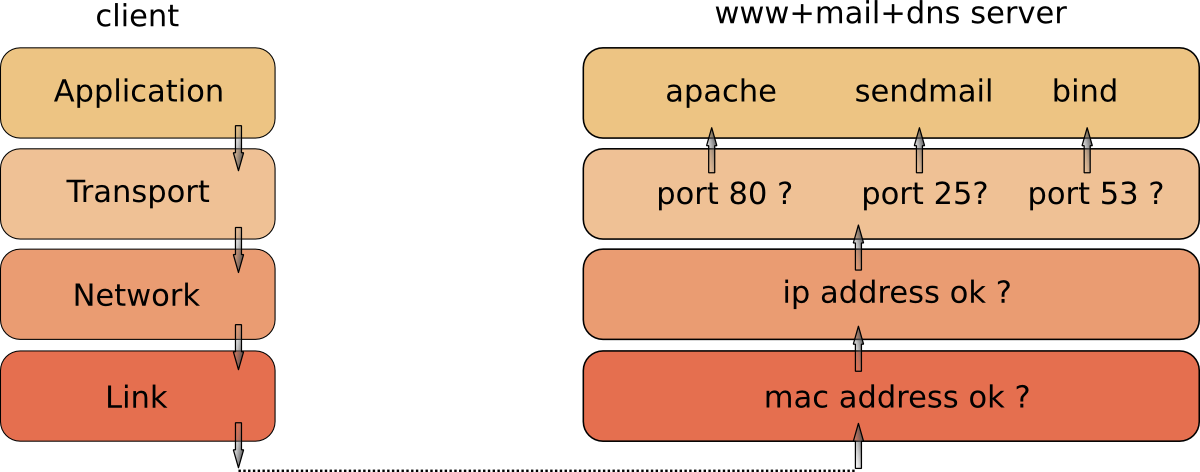 client
www+mail+dns server
Application
apache
sendmail
bind
Transport
port 80 ?
port 25?
port 53 ?
Network
ip address ok ?
Link
mac address ok ?